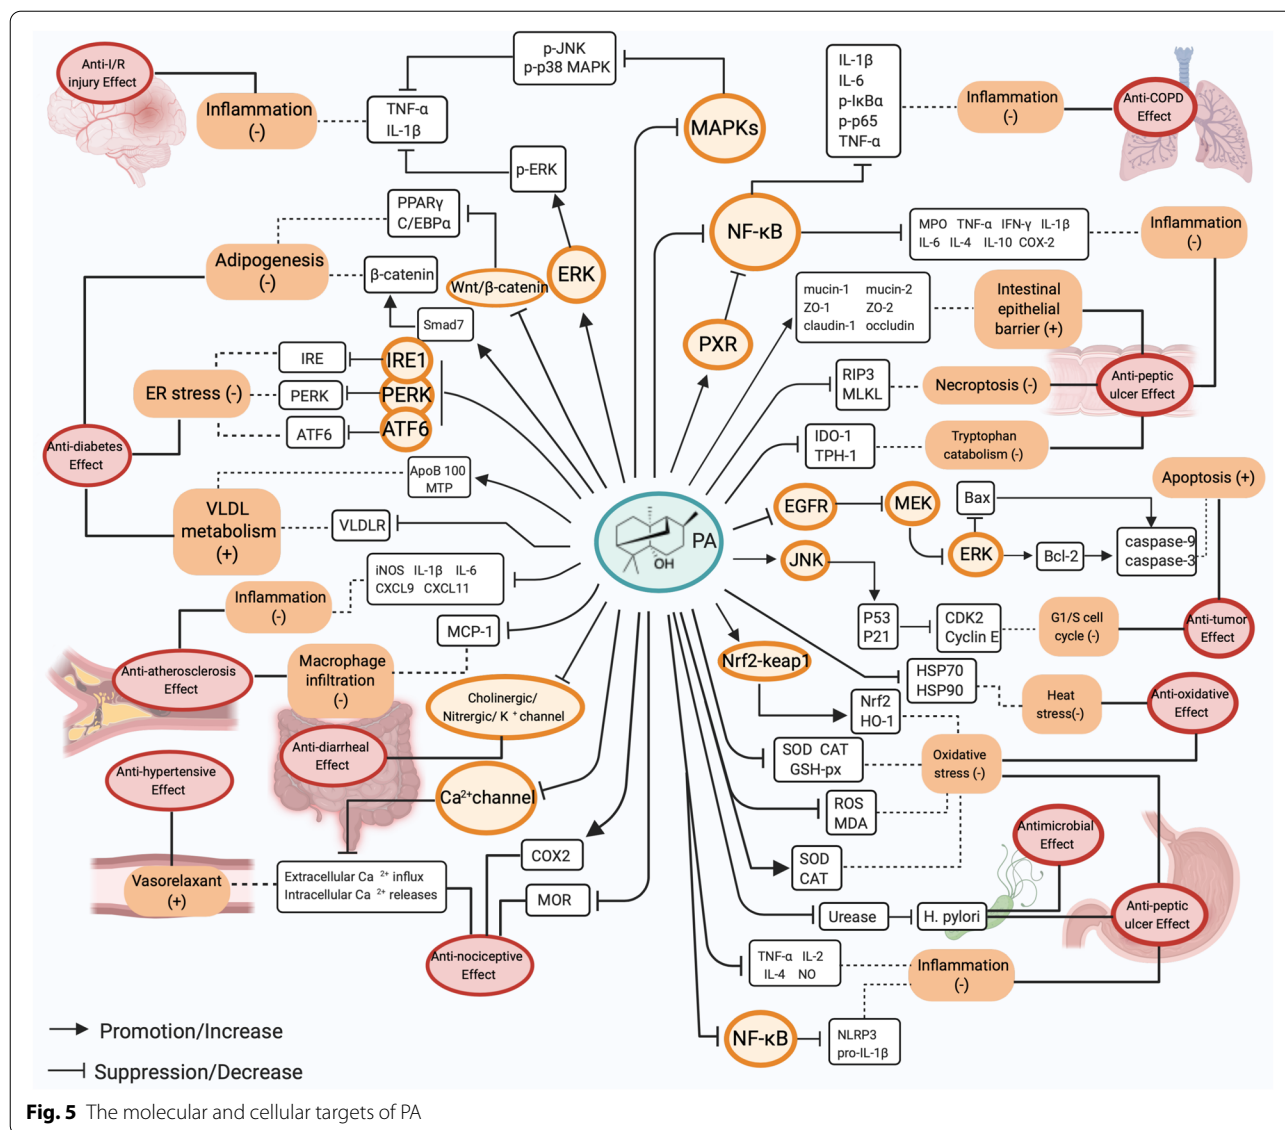 Anti-I/R
injury Effect
Inflammation
(-)
TNF-α
IL-1β
p-JNK
p-p38 MAPK
MAPKs
p-ERK
ERK
IL-1β
IL-6
p-IκBα
p-p65
TNF-α
Inflammation
(-)
Anti-COPD
Effect
NF-κB
MPO TNF-α IFN-γ IL-1β
IL-6 IL-4 IL-10 COX-2
Inflammation
(-)
PXR
mucin-1 mucin-2
ZO-1 ZO-2
claudin-1 occludin
Intestinal
epithelial
barrier (+)
RIP3
MLKL
Necroptosis (-)
Anti-peptic
ulcer Effect
IDO-1
TPH-1
Tryptophan
catabolism (-)
PPARγ
C/EBPα
Adipogenesis
(-)
β-catenin
Wnt/β-catenin
Smad7
IRE
IRE1
ER stress (-)
PERK
PERK
ATF6
ATF6
Anti-diabetes
Effect
ApoB 100
MTP
VLDL
metabolism
(+)
VLDLR
PA
OH
EGFR
MEK
Bax
Apoptosis (+)
JNK
ERK
Bcl-2
caspase-9
caspase-3
P53
P21
CDK2
Cyclin E
G1/S cell
cycle (-)
Anti-tumor
Effect
iNOS IL-1β IL-6
CXCL9 CXCL11
Inflammation
(-)
MCP-1
Anti-atherosclerosis
Effect
Macrophage
infiltration
(-)
Cholinergic/
Nitrergic/ K + channel
Anti-diarrheal
Effect
Nrf2-keap1
HSP70
HSP90
Heat
stress(-)
Anti-oxidative
Effect
Nrf2
HO-1
SOD CAT
GSH-px
Oxidative
stress (-)
ROS
MDA
SOD
CAT
Antimicrobial
Effect
Urease
H. pylori
Anti-peptic
ulcer Effect
Anti-hypertensive
Effect
Ca2+channel
COX2
Vasorelaxant
(+)
Extracellular Ca 2+ influx
Intracellular Ca 2+ releases
MOR
Anti-nociceptive
Effect
TNF-α IL-2
IL-4 NO
Inflammation
(-)
NF-κB
NLRP3
pro-IL-1β
Promotion/Increase
Suppression/Decrease
Fig. 5 The molecular and cellular targets of PA